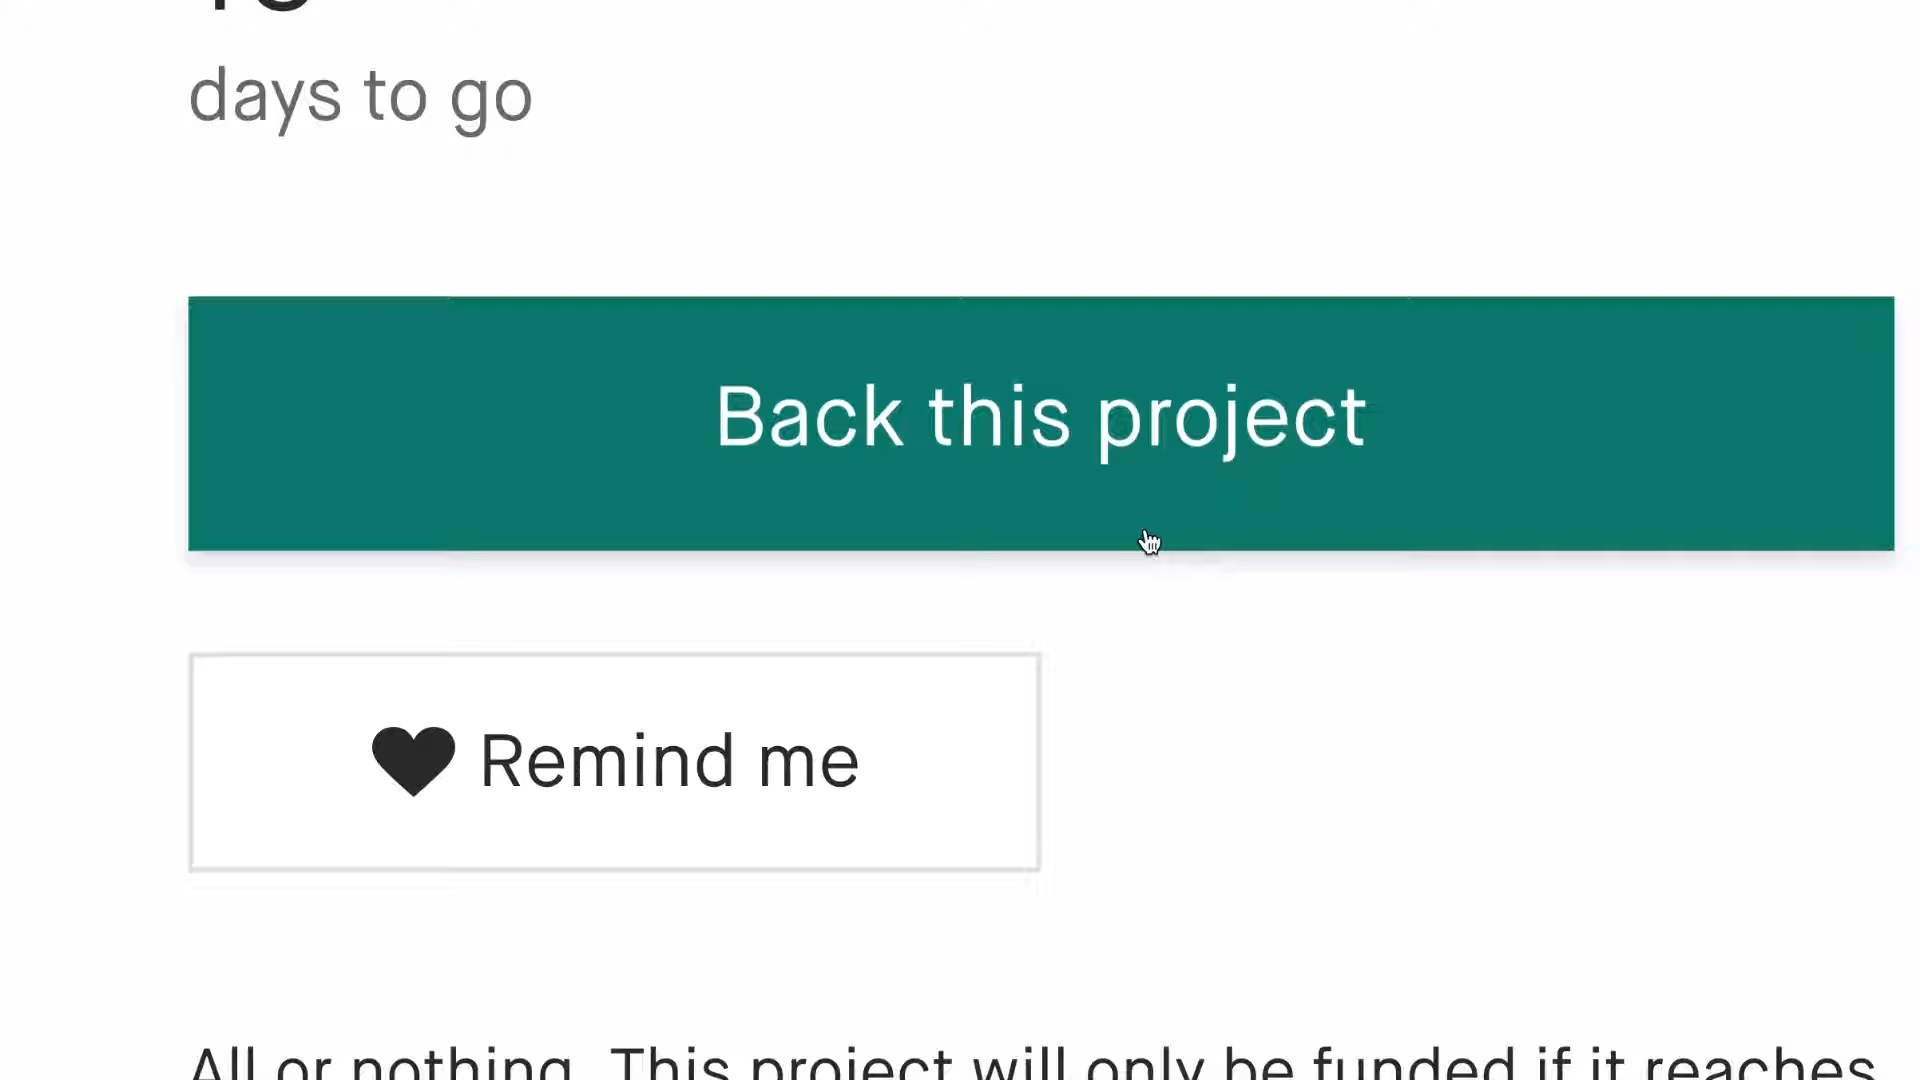 days to go
Back this project
Remind me
All or nothing. This project will only be funded if it reaches